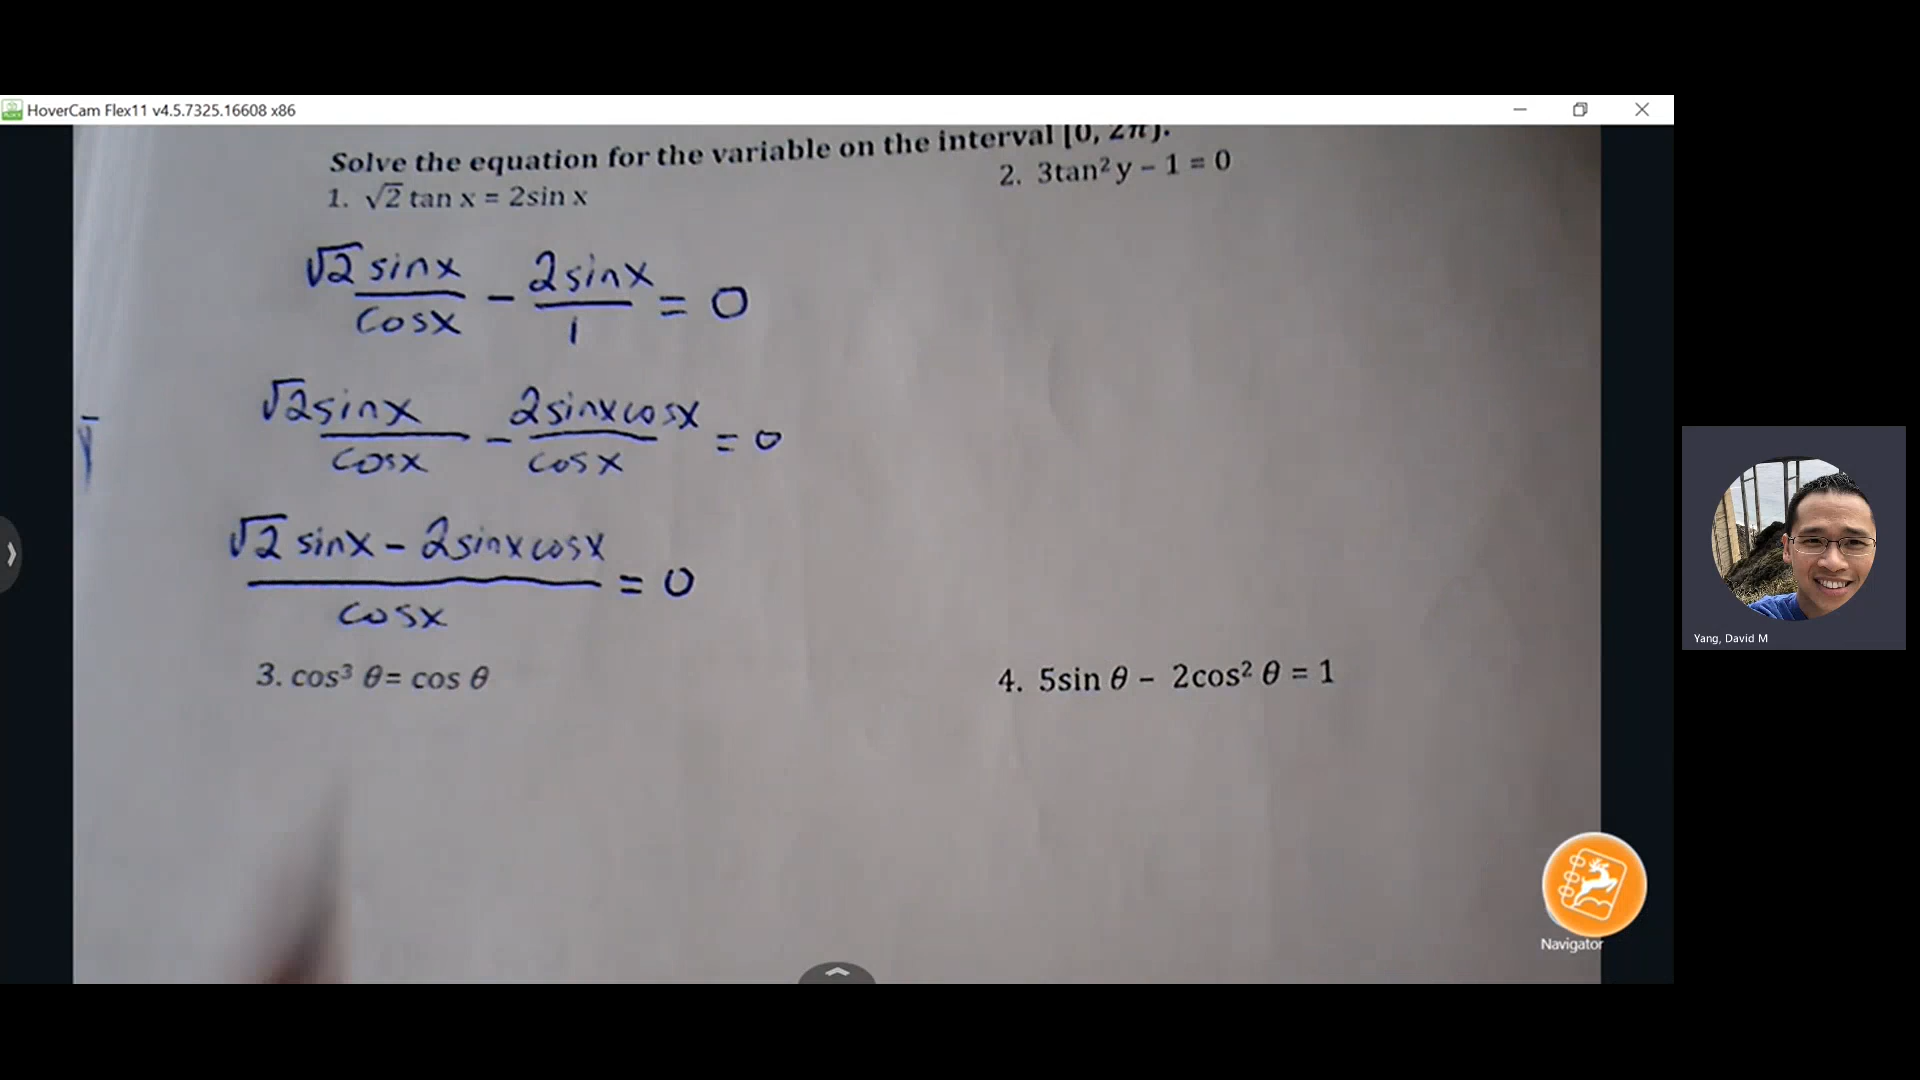 HoverCam Flex11 v4.5.7325.16608 x86
Solve the equation for the variable on the interval [0, 2π).
1. √2 tan x = 2sin x
2. 3tan² y – 1 = 0
√2 sinx / cosx - 2sinx / 1 = 0
√2sinx / cosx - 2sinxcosx / cosx = 0
√2 sinx - 2sinxcosx / cosx = 0
3. cos³ θ= cos θ
4. 5sin θ – 2cos² θ = 1
Navigator
Yang, David M